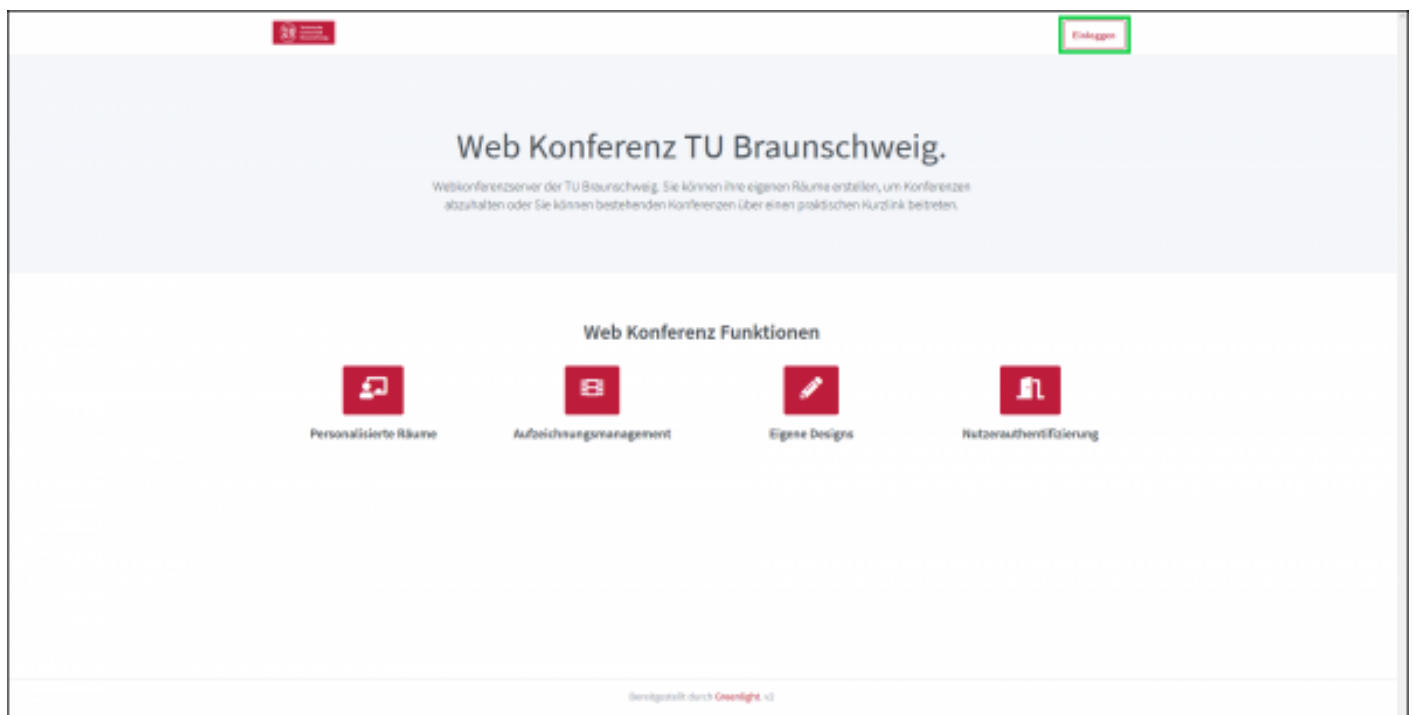 Einloggen
Web Konferenz TU Braunschweig.
Webkonferenzserver der TU Braunschweig. Sie können ihre eigenen Räume erstellen, um Konferenzen
abzuhalten oder Sie können bestehenden Konferenzen über einen praktischen Kurzlink beitreten.
Web Konferenz Funktionen
Personalisierte Räume
Aufzeichnungsmanagement
Eigene Designs
Nutzerauthentifizierung
Bereitgestellt durch Greenlight. v2